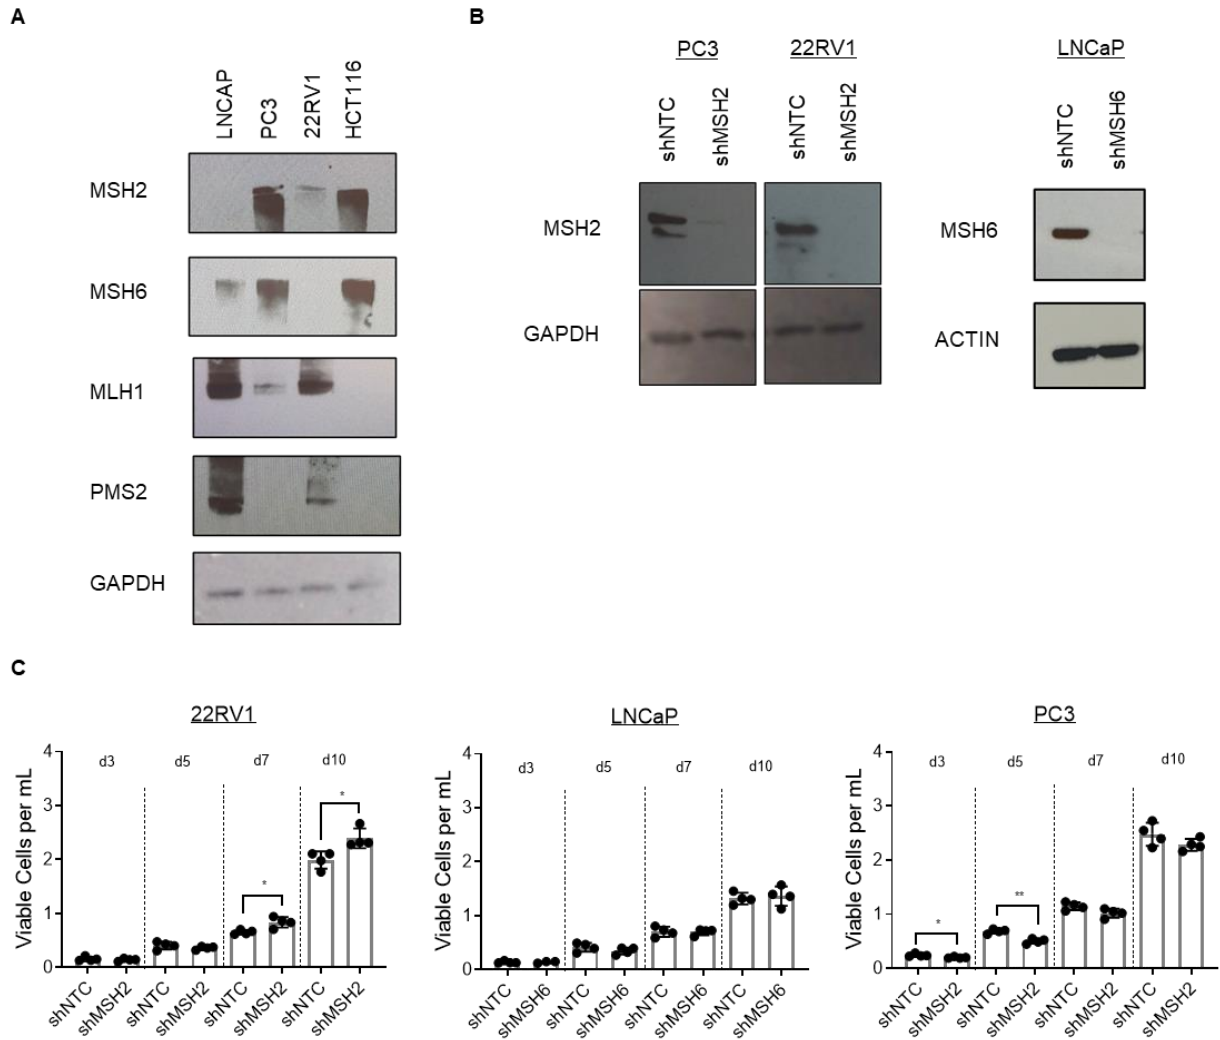 A
LNCAP PC3 22RV1 HCT116
MSH2
MSH6
MLH1
PMS2
GAPDH
B
PC3 22RV1 LNCaP
shNTC shMSH2 shNTC shMSH2 shNTC shMSH6
MSH2
GAPDH
MSH6
ACTIN
C
22RV1
Viable Cells per mL
4
3
2
1
0
d3 d5 d7 d10
* *
shNTC shMSH2 shNTC shMSH2 shNTC shMSH2 shNTC shMSH2
LNCaP
Viable Cells per mL
4
3
2
1
0
d3 d5 d7 d10
shNTC shMSH6 shNTC shMSH6 shNTC shMSH6 shNTC shMSH6
PC3
Viable Cells per mL
4
3
2
1
0
d3 d5 d7 d10
* **
shNTC shMSH2 shNTC shMSH2 shNTC shMSH2 shNTC shMSH2